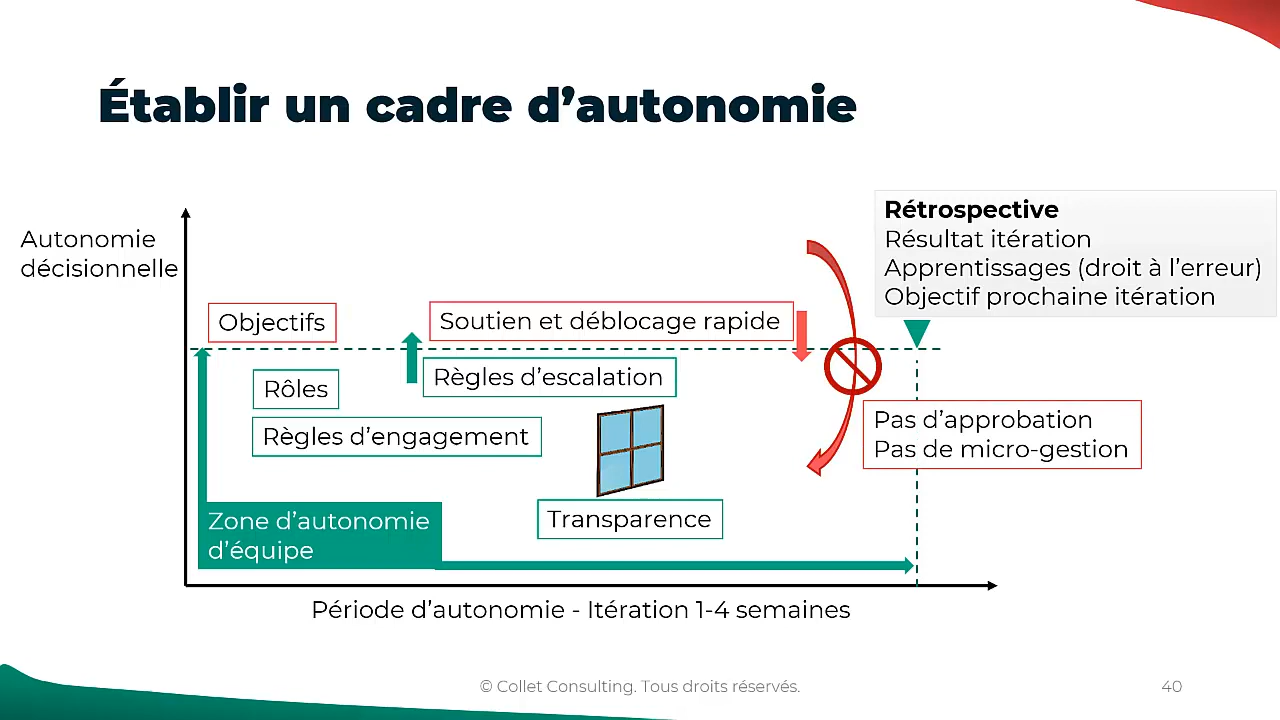 Établir un cadre d’autonomie
Autonomie
décisionnelle
Rétrospective
Résultat itération
Apprentissages (droit à l’erreur)
Objectif prochaine itération
Objectifs
Soutien et déblocage rapide
Règles d’escalation
Rôles
Règles d’engagement
Pas d’approbation
Pas de micro-gestion
Transparence
Zone d’autonomie
d’équipe
Période d’autonomie - Itération 1-4 semaines
© Collet Consulting. Tous droits réservés.
40